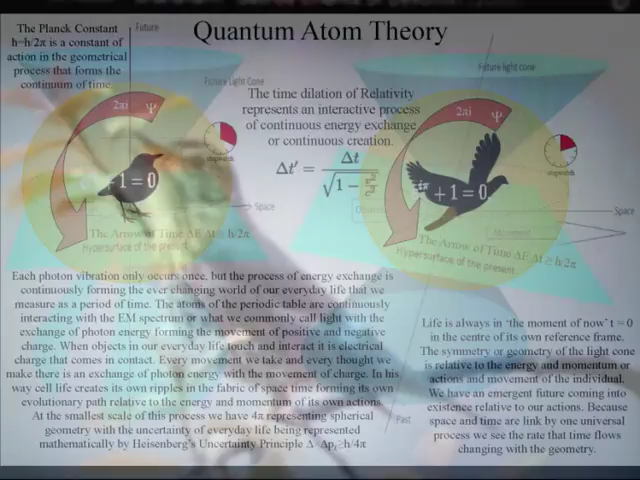 Quantum Atom Theory
The Planck Constant
ħ=h/2π is a constant of
action in the geometrical
process that forms the
continuum of time.
Future
Future Light Cone
The time dilation of Relativity
represents an interactive process
of continuous energy exchange
or continuous creation.
Future light cone
2πi
Ψ
stopwatch
1=0
Δt' = Δt
√1 −
2πi
Ψ
stopwatch
+ 1=0
Space
The Arrow of Time ΔE Δt h/2π
Hypersurface of the present
Space
Movement
The Arrow of Time ΔE Δt ≥ h/2π
Hypersurface of the present
Each photon vibration only occurs once, but the process of energy exchange is
continuously forming the ever changing world of our everyday life that we
measure as a period of time. The atoms of the periodic table are continuously
interacting with the EM spectrum or what we commonly call light with the
exchange of photon energy forming the movement of positive and negative
charge. When objects in our everyday life touch and interact it is electrical
charge that comes in contact. Every movement we take and every thought we
make there is an exchange of photon energy with the movement of charge. In his
way cell life creates its own ripples in the fabric of space time forming its own
evolutionary path relative to the energy and momentum of its own actions.
At the smallest scale of this process we have 4π representing spherical
geometry with the uncertainty of everyday life being represented
mathematically by Heisenberg's Uncertainty Principle
Past
Life is always in 'the moment of now' t = 0
in the centre of its own reference frame.
The symmetry or geometry of the light cone
is relative to the energy and momentum or
actions and movement of the individual.
We have an emergent future coming into
existence relative to our actions. Because
space and time are link by one universal
process we see the rate that time flows
changing with the geometry.